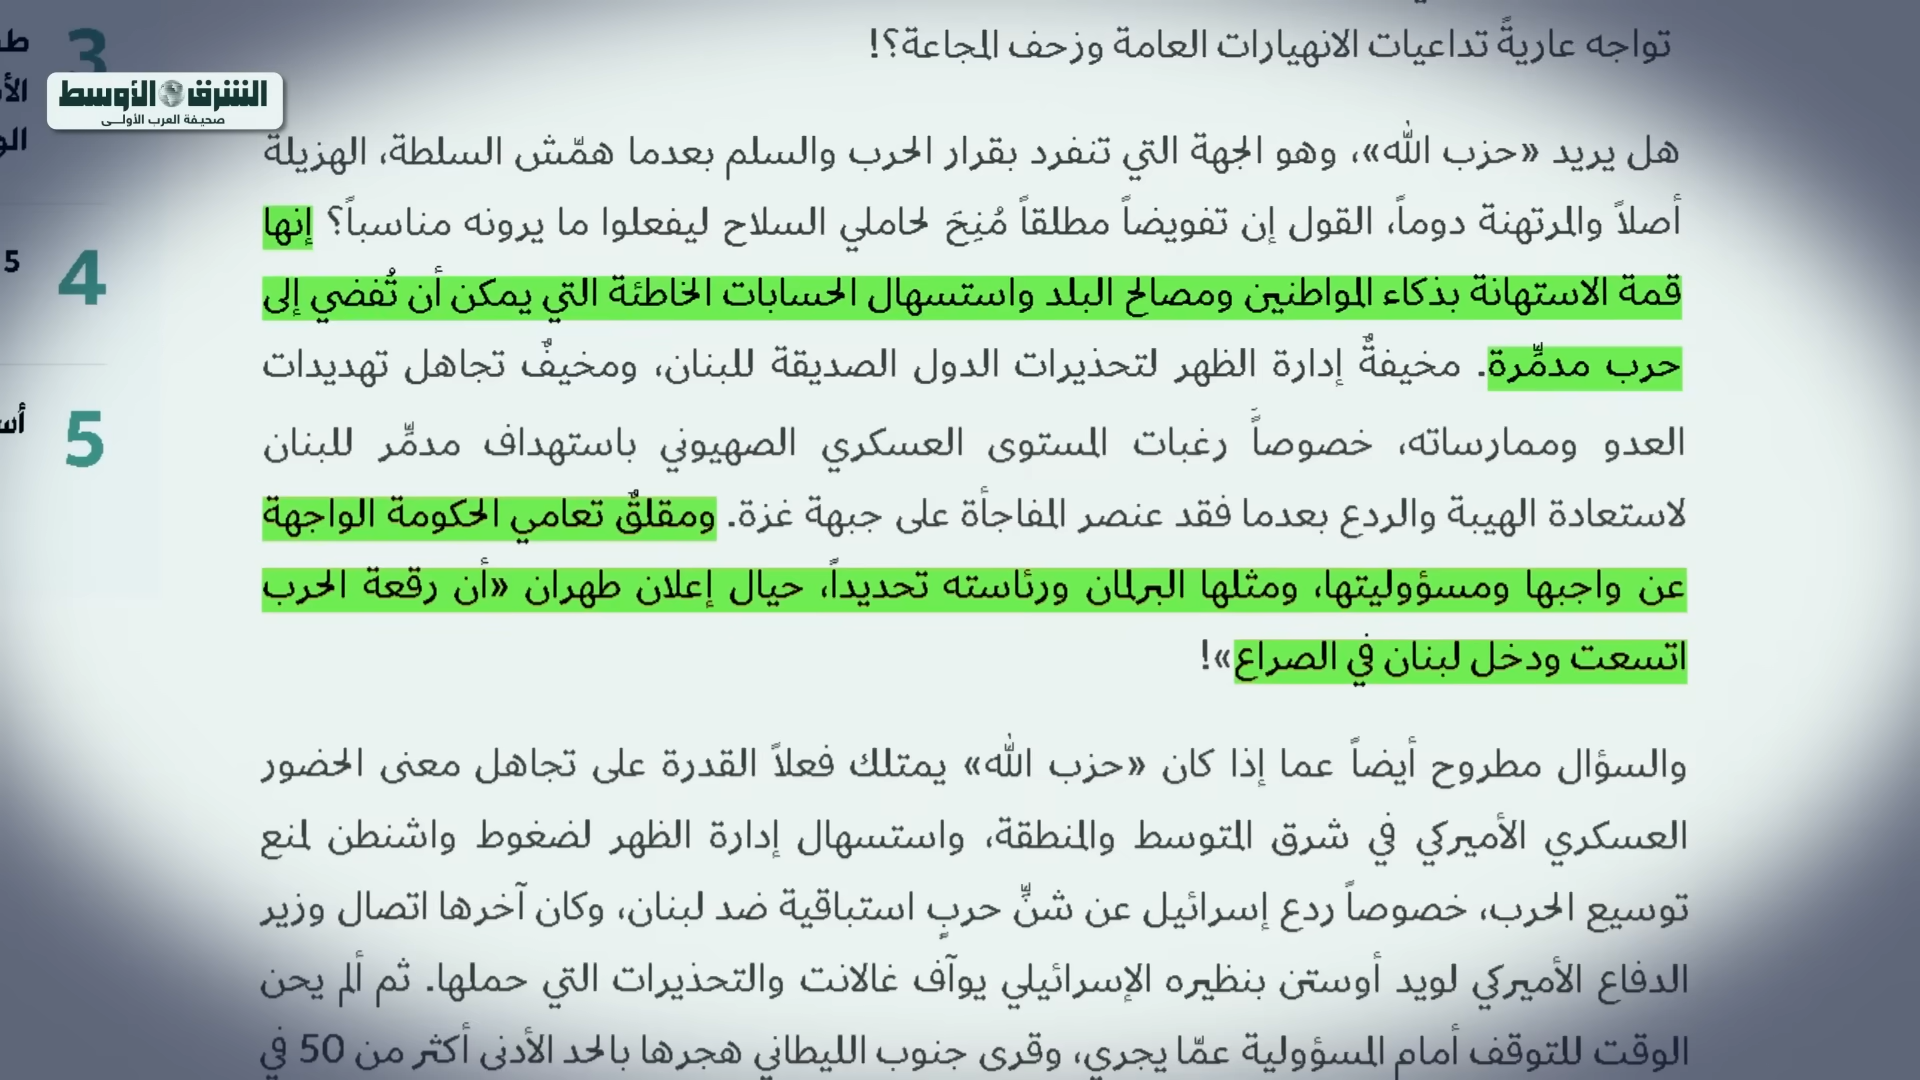 تواجه عاريةً تداعيات الانهيارات العامة وزحف المجاعة؟!
الشرق الأوسط
صحيفة العرب الأولى
هل يريد «حزب الله»، وهو الجهة التي تنفرد بقرار الحرب والسلم بعدما همّش السلطة، الهزيلة
أصلاً والمرتهنة دوماً، القول إن تفويضاً مطلقاً مُنِحَ لحاملي السلاح ليفعلوا ما يرونه مناسباً؟ إنها
قمة الاستهانة بذكاء المواطنين ومصالح البلد واستسهال الحسابات الخاطئة التي يمكن أن تُفضي إلى
حرب مدمِّرة. مخيفةٌ إدارة الظهر لتحذيرات الدول الصديقة للبنان، ومخيفٌ تجاهل تهديدات
العدو وممارساته، خصوصاً رغبات المستوى العسكري الصهيوني باستهداف مدمِّر للبنان
لاستعادة الهيبة والردع بعدما فقد عنصر المفاجأة على جبهة غزة. ومقلقٌ تعامي الحكومة الواجهة
عن واجبها ومسؤوليتها، ومثلها البرلمان ورئاسته تحديداً، حيال إعلان طهران «أن رقعة الحرب
اتسعت ودخل لبنان في الصراع»!
والسؤال مطروح أيضاً عما إذا كان «حزب الله» يمتلك فعلاً القدرة على تجاهل معنى الحضور
العسكري الأميركي في شرق المتوسط والمنطقة، واستسهال إدارة الظهر لضغوط واشنطن لمنع
توسيع الحرب، خصوصاً ردع إسرائيل عن شنِّ حربٍ استباقية ضد لبنان، وكان آخرها اتصال وزير
الدفاع الأميركي لويد أوستن بنظيره الإسرائيلي يوآف غالانت والتحذيرات التي حملها. ثم ألم يحن
الوقت للتوقف أمام المسؤولية عمّا يجري، وقرى جنوب الليطاني هجرها بالحد الأدنى أكثر من 50 في
3
4
5
5